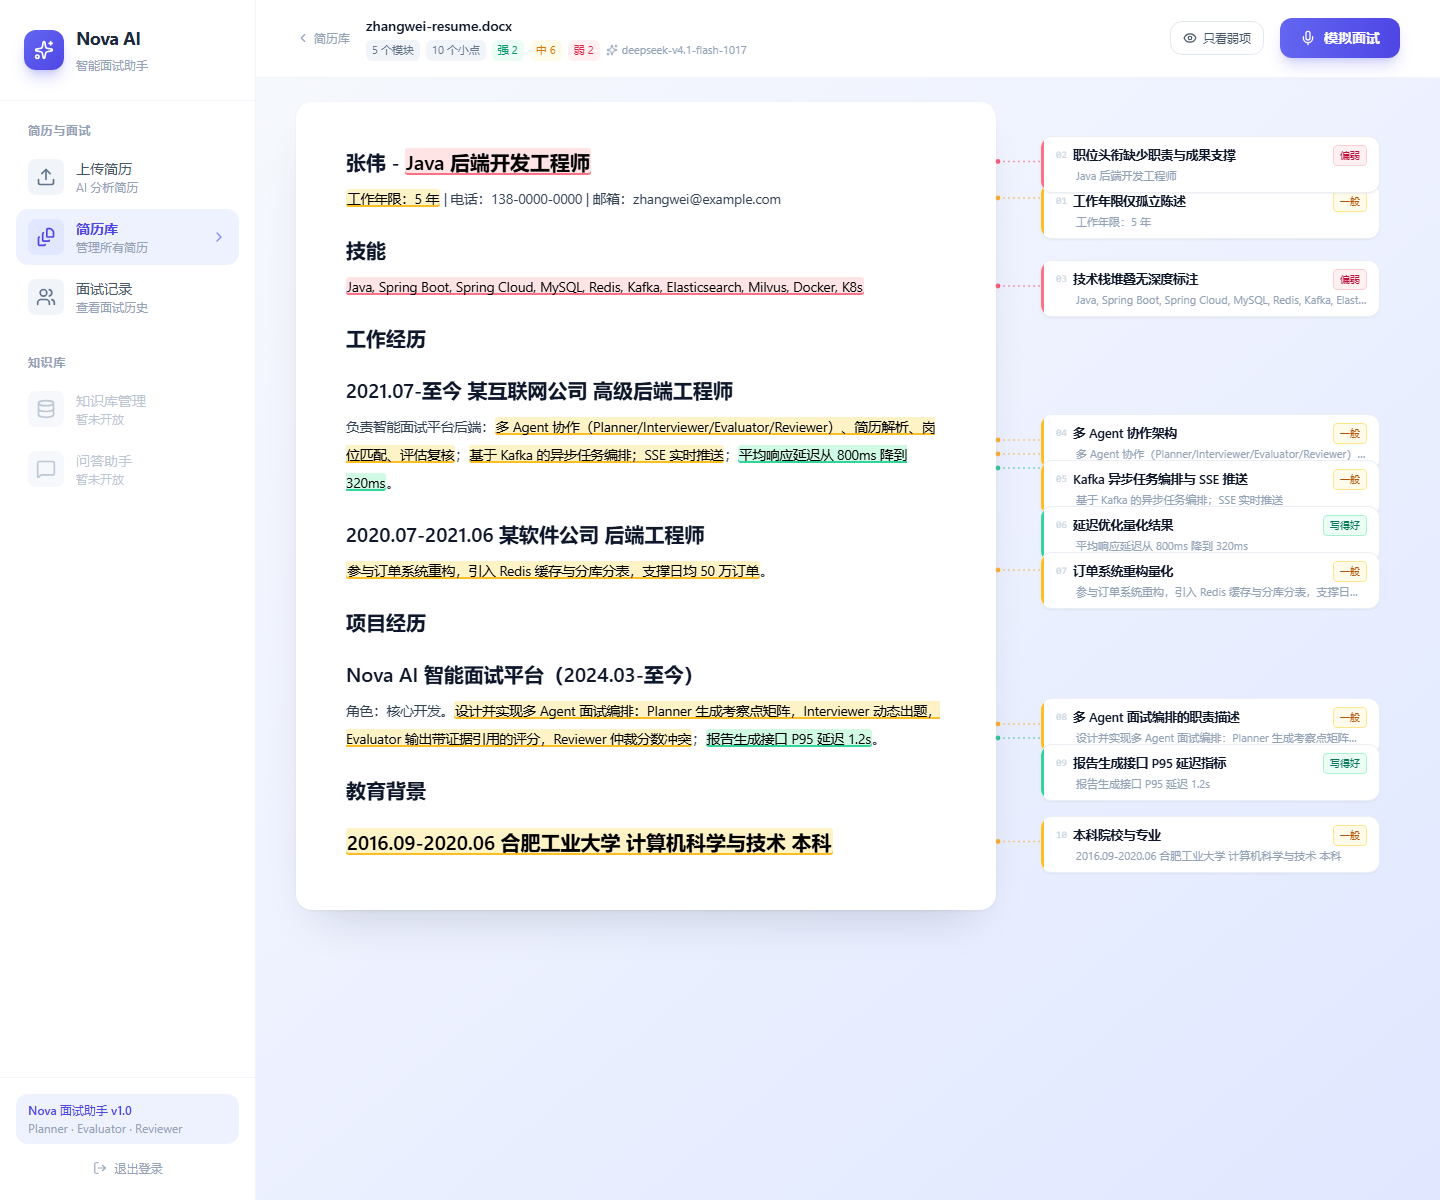 Nova AI
智能面试助手
简历与面试
上传简历
AI 分析简历
简历库
管理所有简历
面试记录
查看面试历史
知识库
知识库管理
暂未开放
问答助手
暂未开放
Nova 面试助手 v1.0
Planner · Evaluator · Reviewer
退出登录
简历库
zhangwei-resume.docx
5 个模块 10 个小点 强 2 中 6 弱 2 deepseek-v4.1-flash-1017
只看弱项
模拟面试
张伟 - Java 后端开发工程师
工作年限：5 年 | 电话：138-0000-0000 | 邮箱：zhangwei@example.com
技能
Java, Spring Boot, Spring Cloud, MySQL, Redis, Kafka, Elasticsearch, Milvus, Docker, K8s
工作经历
2021.07-至今 某互联网公司 高级后端工程师
负责智能面试平台后端：多 Agent 协作（Planner/Interviewer/Evaluator/Reviewer）、简历解析、岗
位匹配、评估复核；基于 Kafka 的异步任务编排；SSE 实时推送；平均响应延迟从 800ms 降到
320ms。
2020.07-2021.06 某软件公司 后端工程师
参与订单系统重构，引入 Redis 缓存与分库分表，支撑日均 50 万订单。
项目经历
Nova AI 智能面试平台（2024.03-至今）
角色：核心开发。设计并实现多 Agent 面试编排：Planner 生成考察点矩阵，Interviewer 动态出题，
Evaluator 输出带证据引用的评分，Reviewer 仲裁分数冲突；报告生成接口 P95 延迟 1.2s。
教育背景
2016.09-2020.06 合肥工业大学 计算机科学与技术 本科
02 职位头衔缺少职责与成果支撑 偏弱
Java 后端开发工程师
01 工作年限仅孤立陈述 一般
工作年限：5 年
03 技术栈堆叠无深度标注 偏弱
Java, Spring Boot, Spring Cloud, MySQL, Redis, Kafka, Elast...
04 多 Agent 协作架构 一般
多 Agent 协作（Planner/Interviewer/Evaluator/Reviewer）...
05 Kafka 异步任务编排与 SSE 推送 一般
基于 Kafka 的异步任务编排；SSE 实时推送
06 延迟优化量化结果 写得好
平均响应延迟从 800ms 降到 320ms
07 订单系统重构量化 一般
参与订单系统重构，引入 Redis 缓存与分库分表，支撑日...
08 多 Agent 面试编排的职责描述 一般
设计并实现多 Agent 面试编排：Planner 生成考察点矩阵...
09 报告生成接口 P95 延迟指标 写得好
报告生成接口 P95 延迟 1.2s
10 本科院校与专业 一般
2016.09-2020.06 合肥工业大学 计算机科学与技术 本科